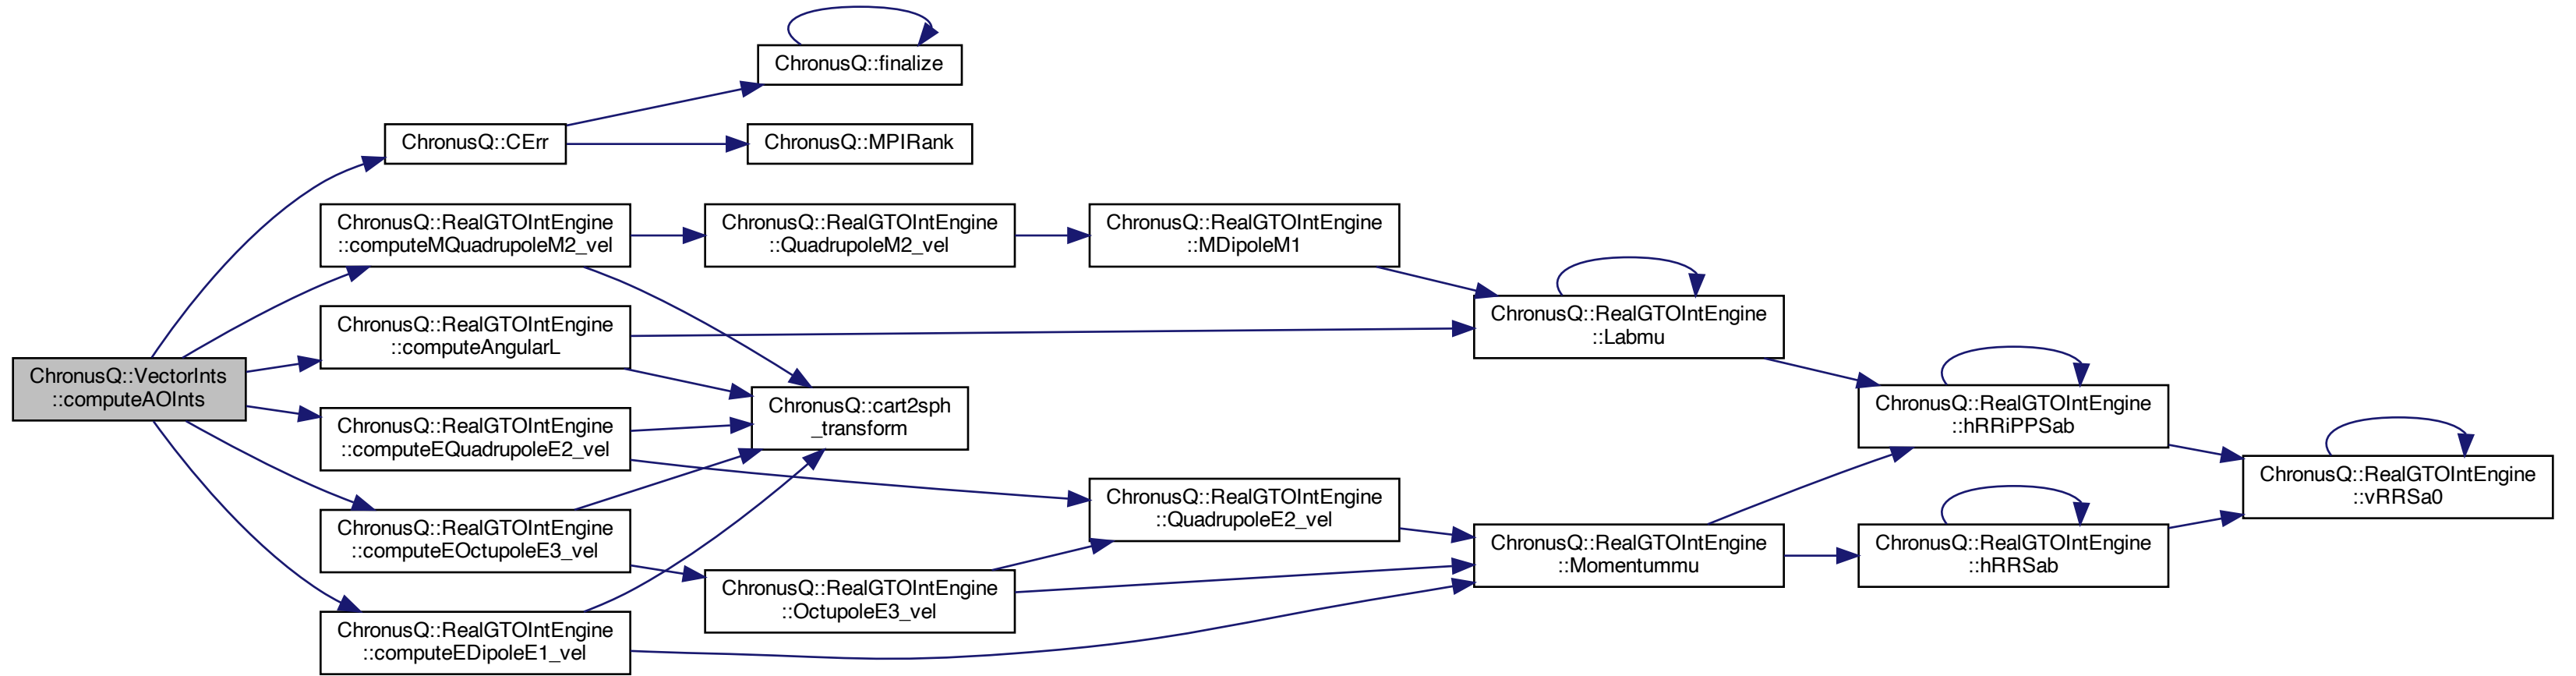 ChronusQ::VectorInts
::computeAOInts
ChronusQ::CErr
ChronusQ::finalize
ChronusQ::MPIRank
ChronusQ::RealGTOIntEngine
::computeMQuadrupoleM2_vel
ChronusQ::RealGTOIntEngine
::QuadrupoleM2_vel
ChronusQ::RealGTOIntEngine
::MDipoleM1
ChronusQ::RealGTOIntEngine
::computeAngularL
ChronusQ::RealGTOIntEngine
::Labmu
ChronusQ::cart2sph
_transform
ChronusQ::RealGTOIntEngine
::hRRiPPSab
ChronusQ::RealGTOIntEngine
::computeEQuadrupoleE2_vel
ChronusQ::RealGTOIntEngine
::vRRSa0
ChronusQ::RealGTOIntEngine
::QuadrupoleE2_vel
ChronusQ::RealGTOIntEngine
::computeEOctupoleE3_vel
ChronusQ::RealGTOIntEngine
::Momentummu
ChronusQ::RealGTOIntEngine
::hRRSab
ChronusQ::RealGTOIntEngine
::OctupoleE3_vel
ChronusQ::RealGTOIntEngine
::computeEDipoleE1_vel